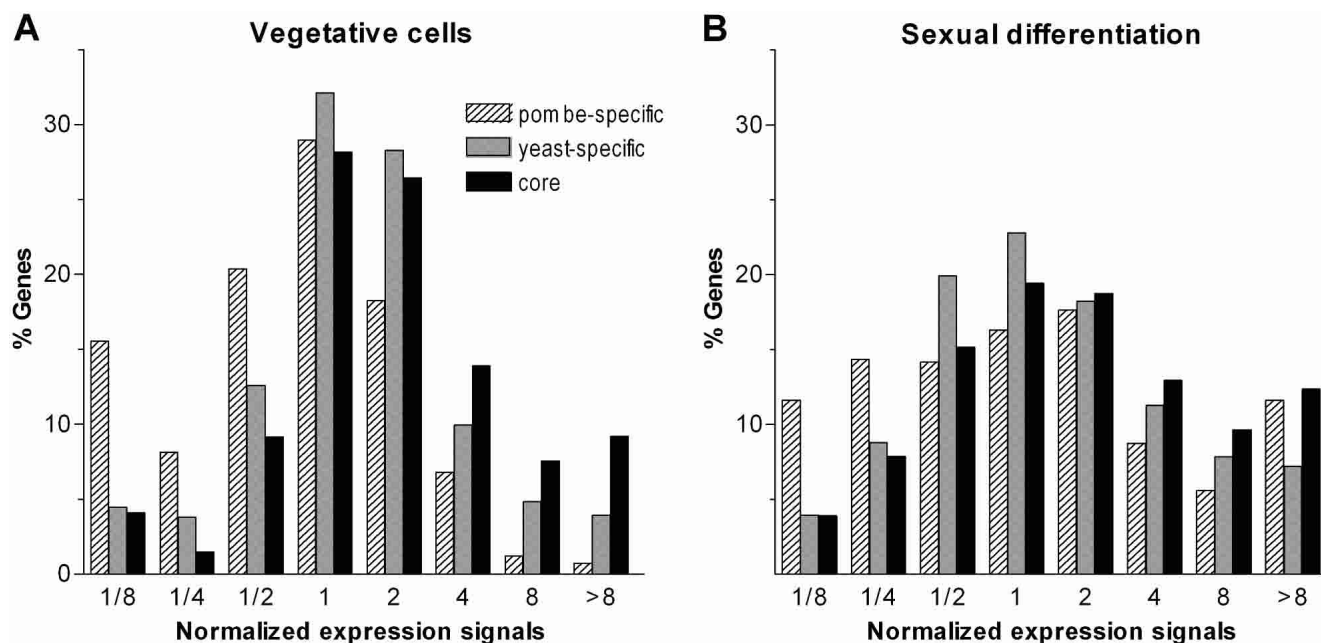 A
Vegetative cells
% Genes
30
20
10
0
pombe-specific
yeast-specific
core
1/8 1/4 1/2 1 2 4 8 >8
Normalized expression signals
B
Sexual differentiation
% Genes
30
20
10
1/8 1/4 1/2 1 2 4 8 >8
Normalized expression signals